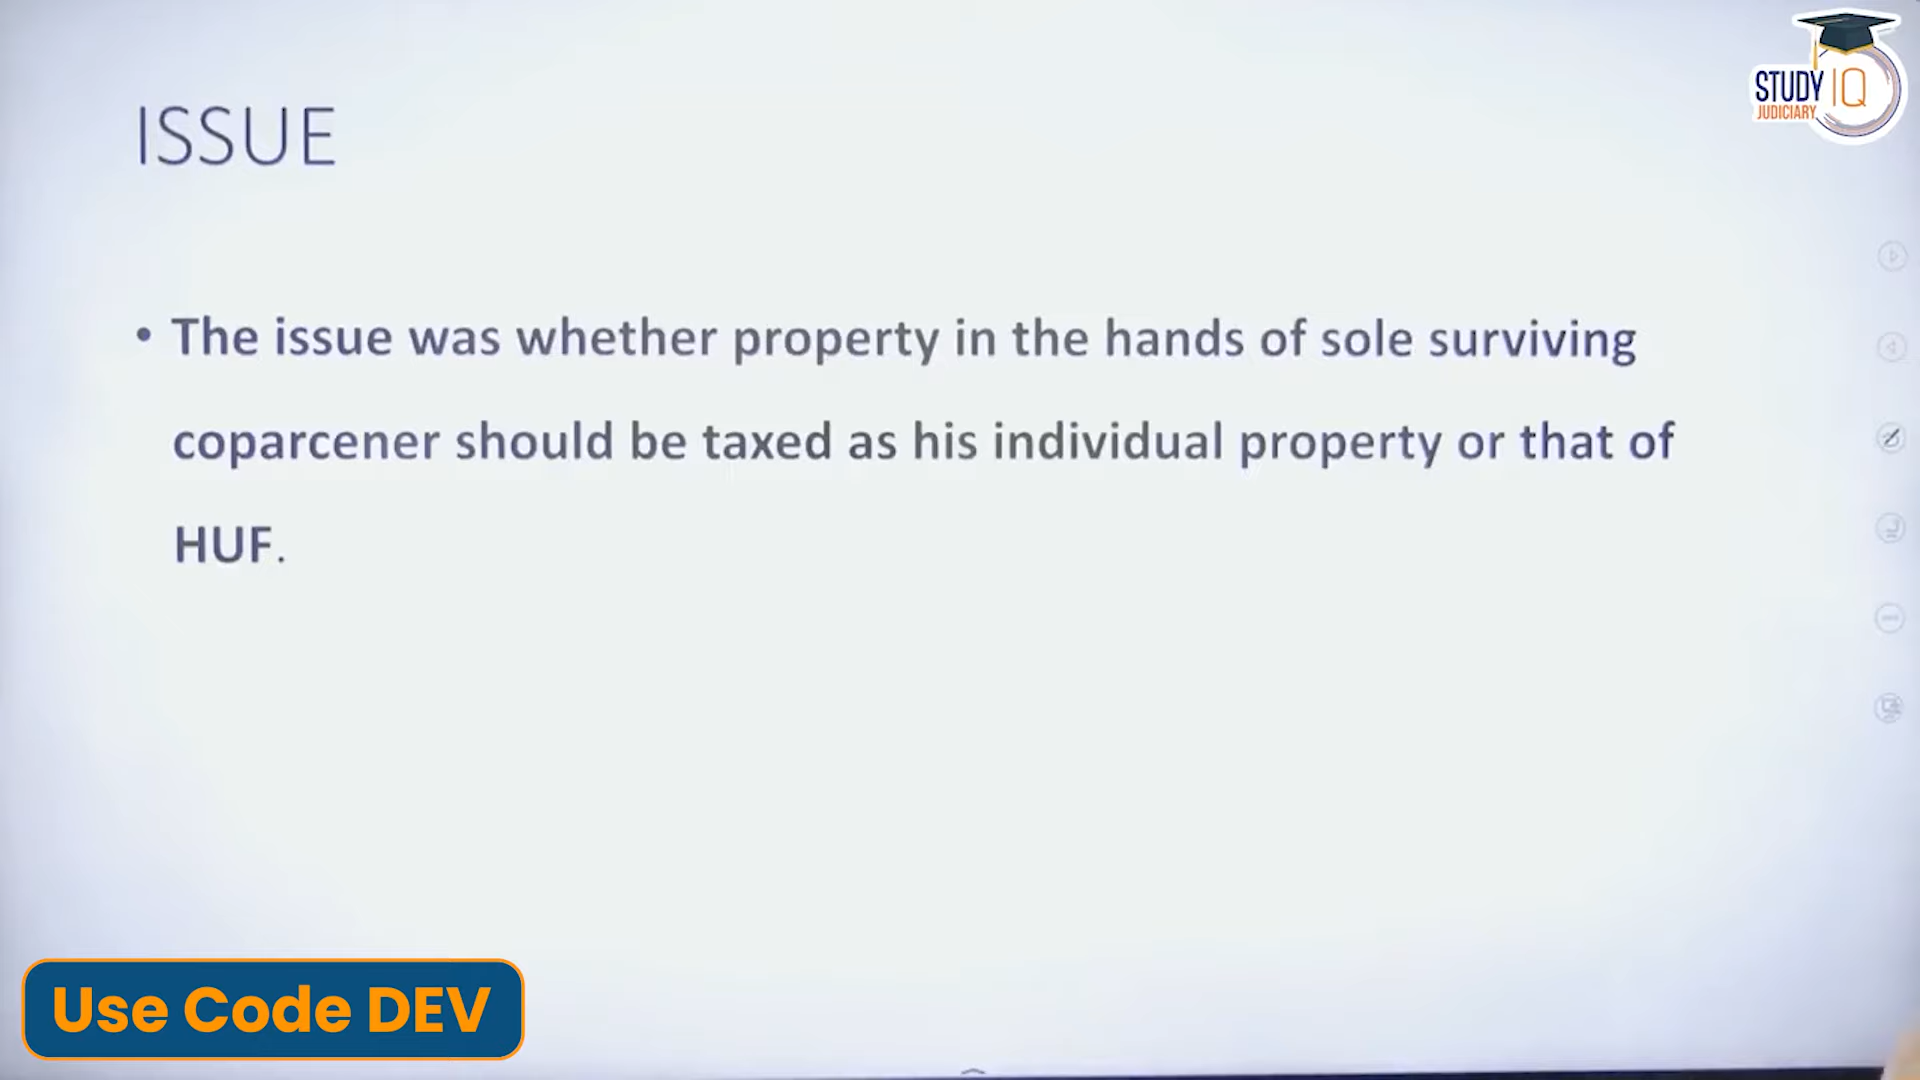 STUDY IQ
JUDICIARY
ISSUE
• The issue was whether property in the hands of sole surviving
coparcener should be taxed as his individual property or that of
HUF.
Use Code DEV